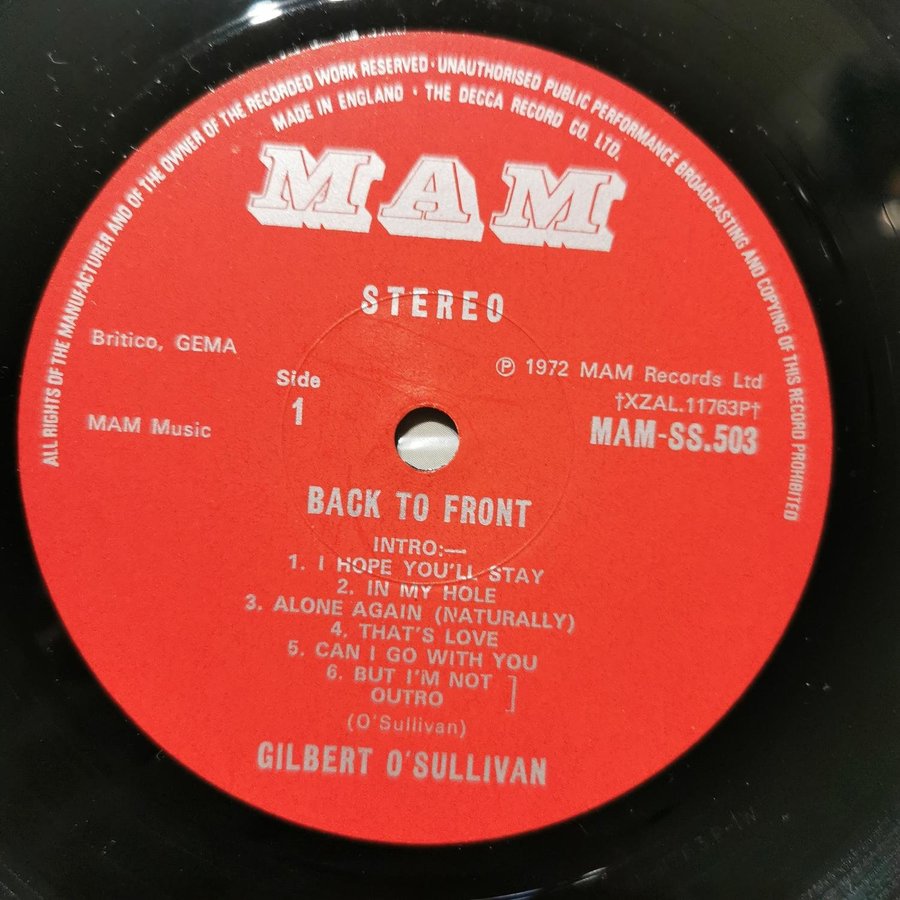 ALL RIGHTS OF THE MANUFACTURER AND OF THE OWNER OF THE RECORDED WORK RESERVED · UNAUTHORISED PUBLIC PERFORMANCE BROADCASTING AND COPYING OF THIS RECORD PROHIBITED
MADE IN ENGLAND · THE DECCA RECORD CO. LTD.
MAM
STEREO
Britico, GEMA
℗ 1972 MAM Records Ltd
Side
†XZAL.11763P†
1
MAM Music
MAM-SS.503
BACK TO FRONT
INTRO:—
1. I HOPE YOU'LL STAY
2. IN MY HOLE
3. ALONE AGAIN (NATURALLY)
4. THAT'S LOVE
5. CAN I GO WITH YOU
6. BUT I'M NOT ]
OUTRO
(O'Sullivan)
GILBERT O'SULLIVAN